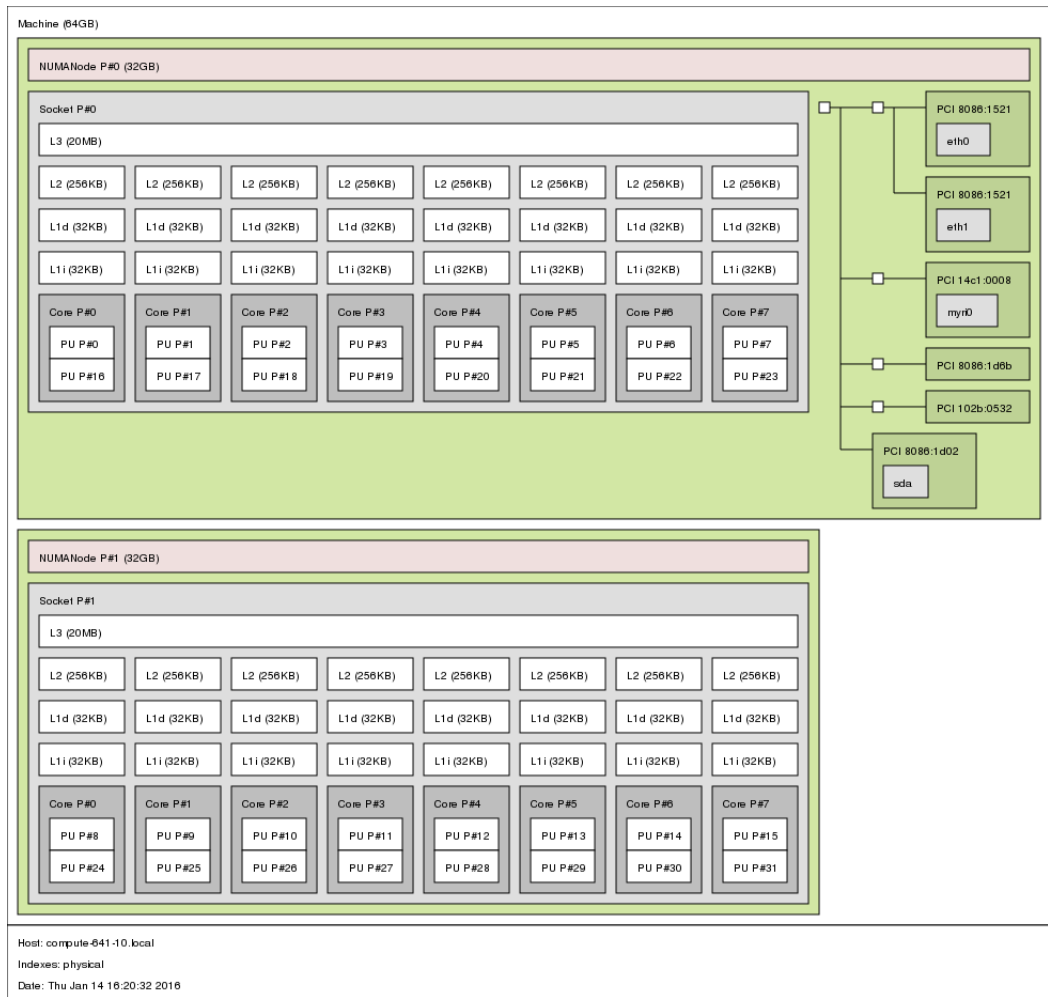 Machine (64GB)
NUMANode P#0 (32GB)
Socket P#0
L3 (20MB)
L2 (256KB) L2 (256KB) L2 (256KB) L2 (256KB) L2 (256KB) L2 (256KB) L2 (256KB) L2 (256KB)
L1d (32KB) L1d (32KB) L1d (32KB) L1d (32KB) L1d (32KB) L1d (32KB) L1d (32KB) L1d (32KB)
L1i (32KB) L1i (32KB) L1i (32KB) L1i (32KB) L1i (32KB) L1i (32KB) L1i (32KB) L1i (32KB)
Core P#0 Core P#1 Core P#2 Core P#3 Core P#4 Core P#5 Core P#6 Core P#7
PU P#0 PU P#1 PU P#2 PU P#3 PU P#4 PU P#5 PU P#6 PU P#7
PU P#16 PU P#17 PU P#18 PU P#19 PU P#20 PU P#21 PU P#22 PU P#23
PCI 8086:1521
eth0
PCI 8086:1521
eth1
PCI 14c1:0008
myri0
PCI 8086:1d6b
PCI 102b:0532
PCI 8086:1d02
sda
NUMANode P#1 (32GB)
Socket P#1
L3 (20MB)
L2 (256KB) L2 (256KB) L2 (256KB) L2 (256KB) L2 (256KB) L2 (256KB) L2 (256KB) L2 (256KB)
L1d (32KB) L1d (32KB) L1d (32KB) L1d (32KB) L1d (32KB) L1d (32KB) L1d (32KB) L1d (32KB)
L1i (32KB) L1i (32KB) L1i (32KB) L1i (32KB) L1i (32KB) L1i (32KB) L1i (32KB) L1i (32KB)
Core P#0 Core P#1 Core P#2 Core P#3 Core P#4 Core P#5 Core P#6 Core P#7
PU P#8 PU P#9 PU P#10 PU P#11 PU P#12 PU P#13 PU P#14 PU P#15
PU P#24 PU P#25 PU P#26 PU P#27 PU P#28 PU P#29 PU P#30 PU P#31
Host: compute-641-10.local
Indexes: physical
Date: Thu Jan 14 16:20:32 2016